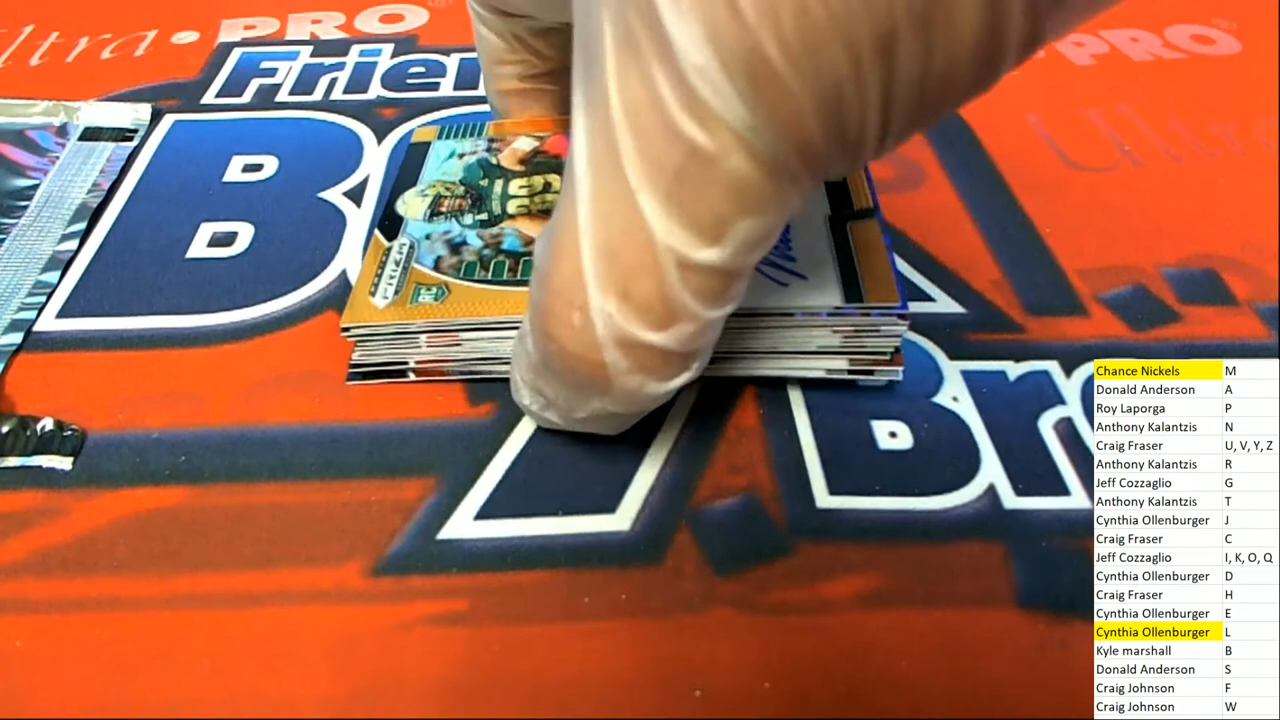 Ultra•PRO
PRO
Ultra
Frien
PRIZM
RC
Chance Nickels M
Donald Anderson A
Roy Laporga P
Anthony Kalantzis N
Craig Fraser U, V, Y, Z
Anthony Kalantzis R
Jeff Cozzaglio G
Anthony Kalantzis T
Cynthia Ollenburger J
Craig Fraser C
Jeff Cozzaglio I, K, O, Q
Cynthia Ollenburger D
Craig Fraser H
Cynthia Ollenburger E
Cynthia Ollenburger L
Kyle marshall B
Donald Anderson S
Craig Johnson F
Craig Johnson W